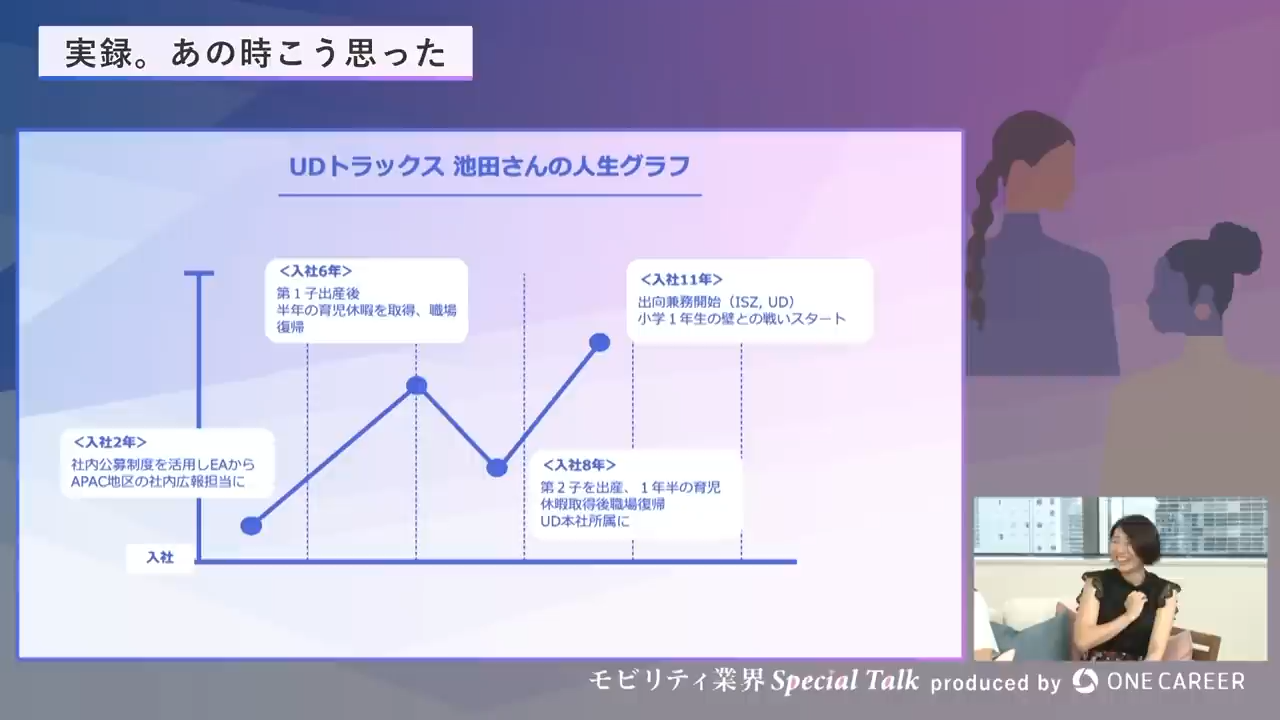 実録。あの時こう思った
UDトラックス 池田さんの人生グラフ
＜入社6年＞
第１子出産後
半年の育児休暇を取得、職場
復帰
＜入社11年＞
出向兼務開始（ISZ, UD）
小学１年生の壁との戦いスタート
＜入社2年＞
社内公募制度を活用しEAから
APAC地区の社内広報担当に
＜入社8年＞
第２子を出産、１年半の育児
休暇取得後職場復帰
UD本社所属に
入社
モビリティ業界 Special Talk produced by ONE CAREER